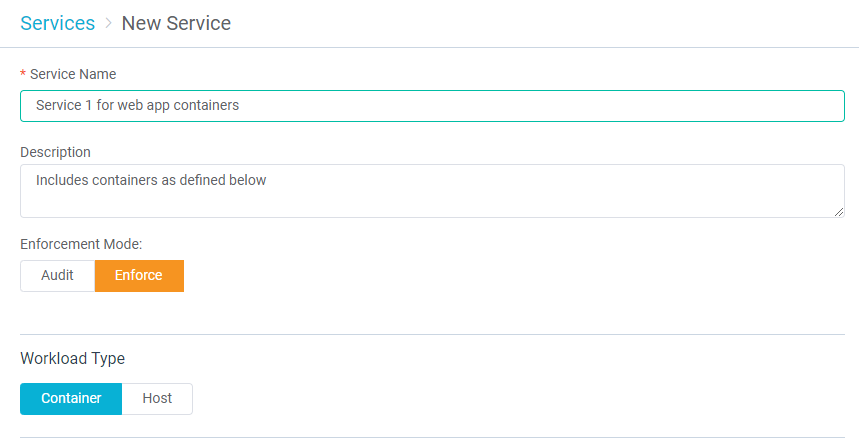 Services > New Service
* Service Name
Service 1 for web app containers
Description
Includes containers as defined below
Enforcement Mode:
Audit Enforce
Workload Type
Container Host